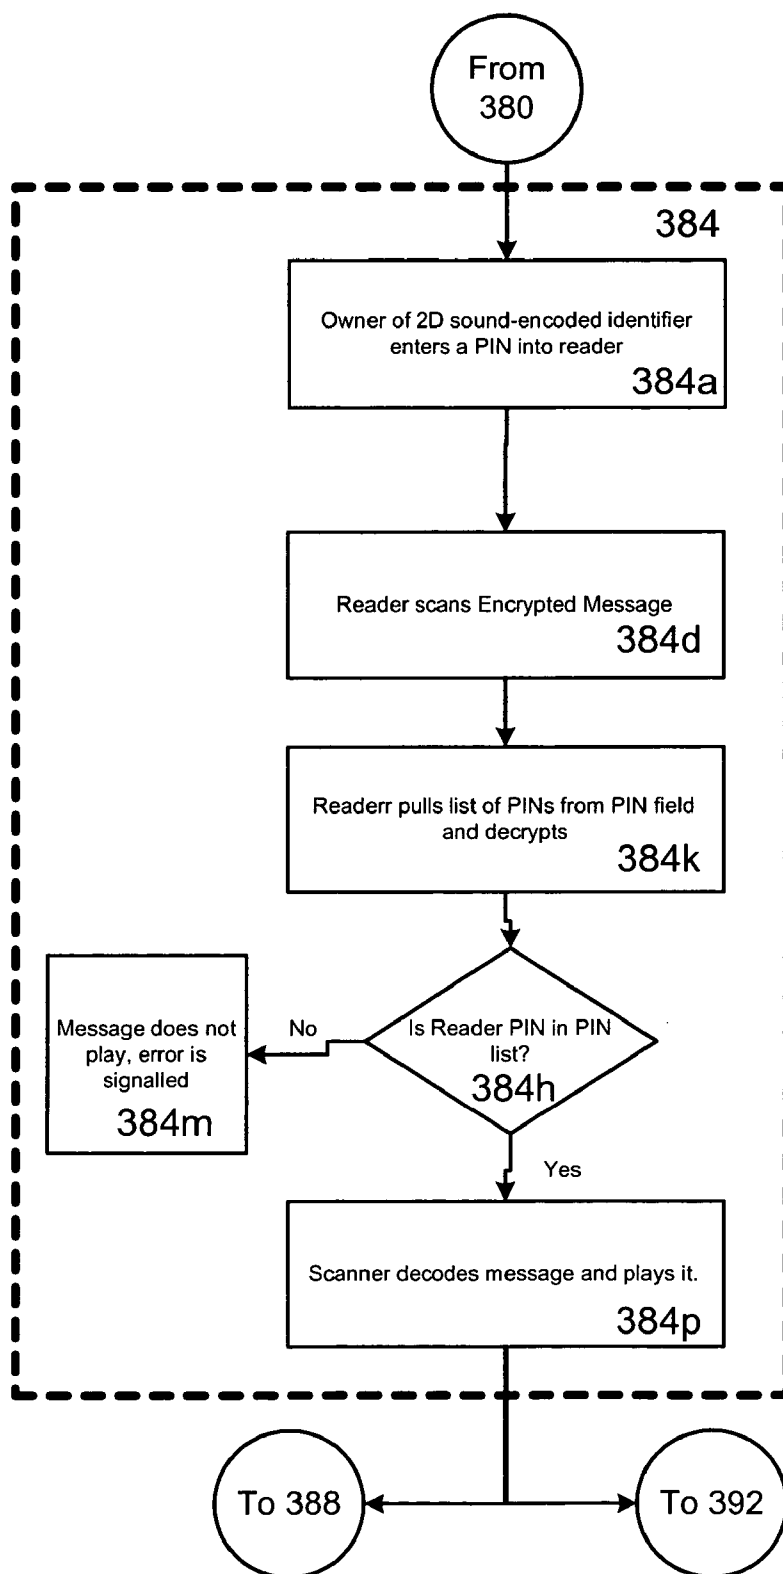 From
380
384
Owner of 2D sound-encoded identifier
enters a PIN into reader
384a
Reader scans Encrypted Message
384d
Readerr pulls list of PINs from PIN field
and decrypts
384k
Is Reader PIN in PIN
list?
384h
No
Message does not
play, error is
signalled
384m
Yes
Scanner decodes message and plays it.
384p
To 388
To 392